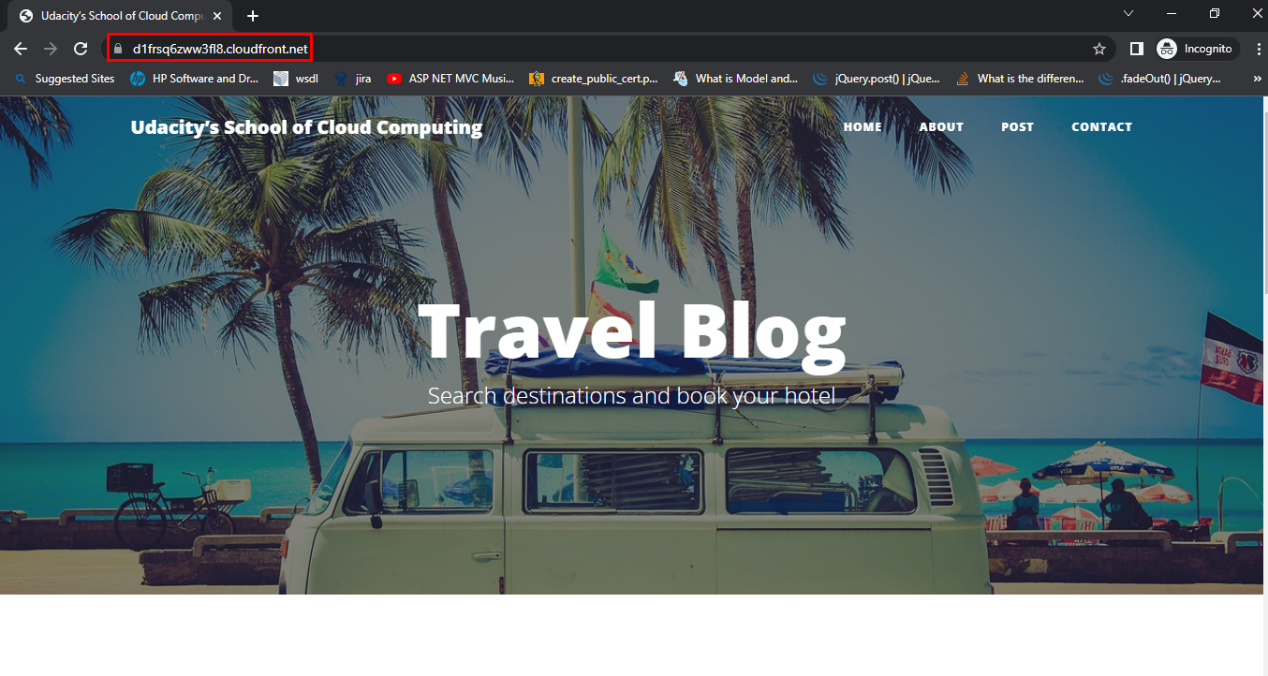 Udacity's School of Cloud Compu
d1frsq6zww3fl8.cloudfront.net
Incognito
Suggested Sites
HP Software and Dr...
wsdl
jira
ASP NET MVC Musi...
create_public_cert.p...
What is Model and...
jQuery.post() | jQue...
What is the differen...
.fadeOut() | jQuery...
»
Udacity's School of Cloud Computing
HOME ABOUT POST CONTACT
Travel Blog
Search destinations and book your hotel
VISA
VISA